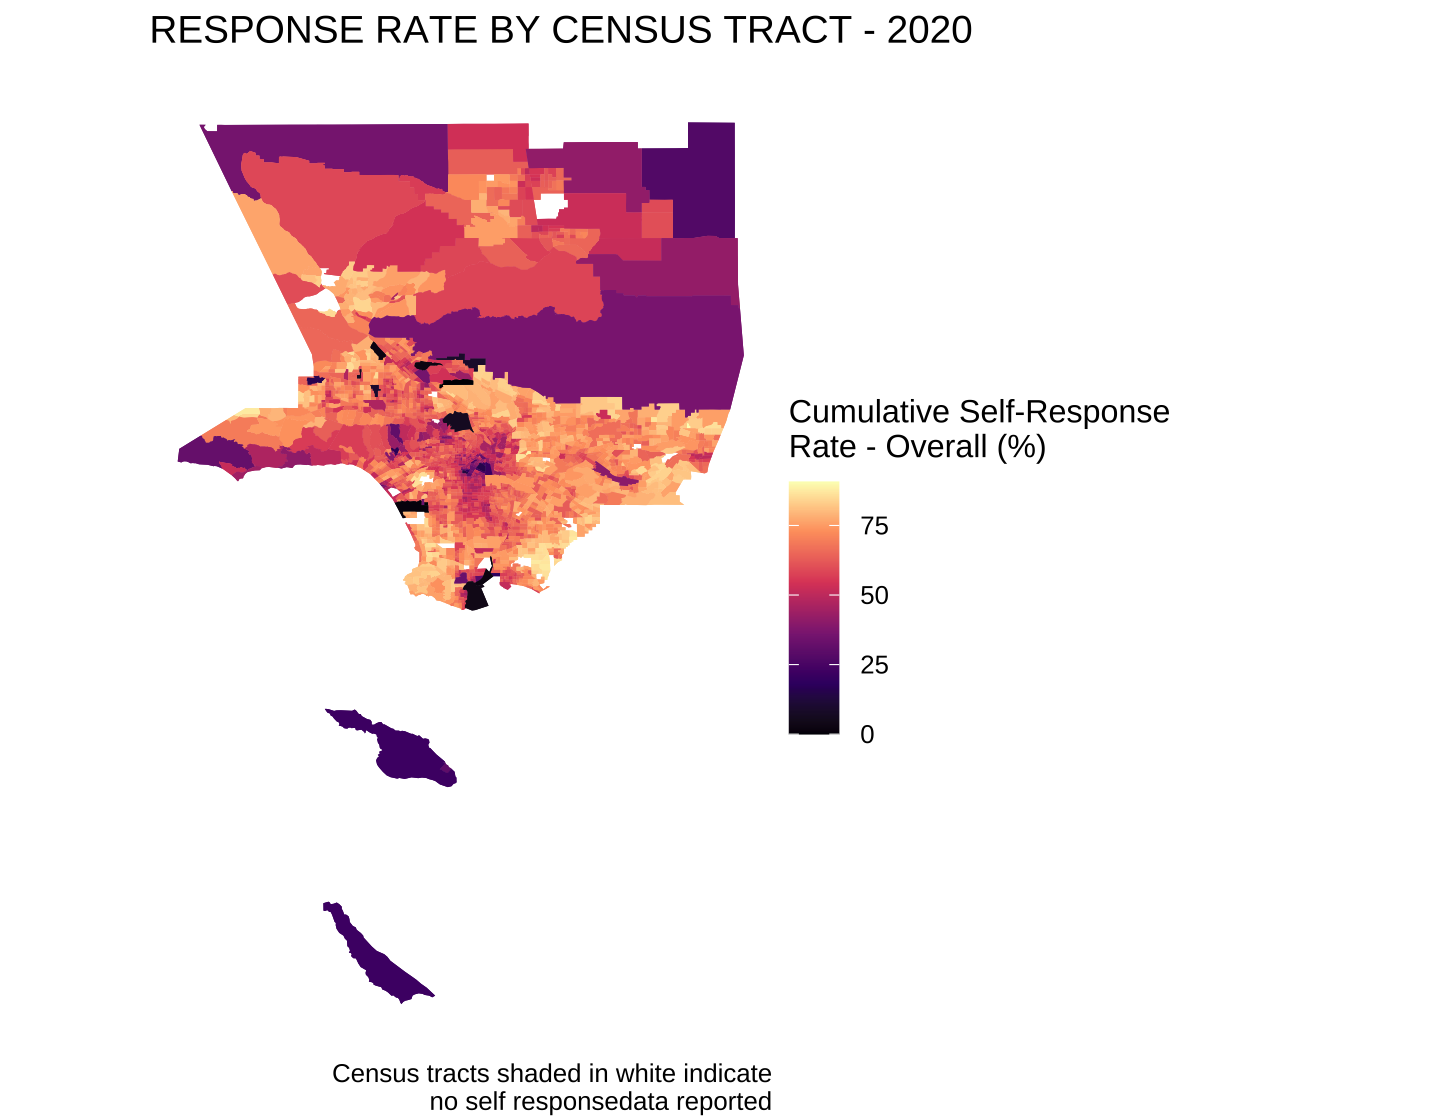 RESPONSE RATE BY CENSUS TRACT - 2020
Cumulative Self-Response
Rate - Overall (%)
75
50
25
0
Census tracts shaded in white indicate
no self responsedata reported